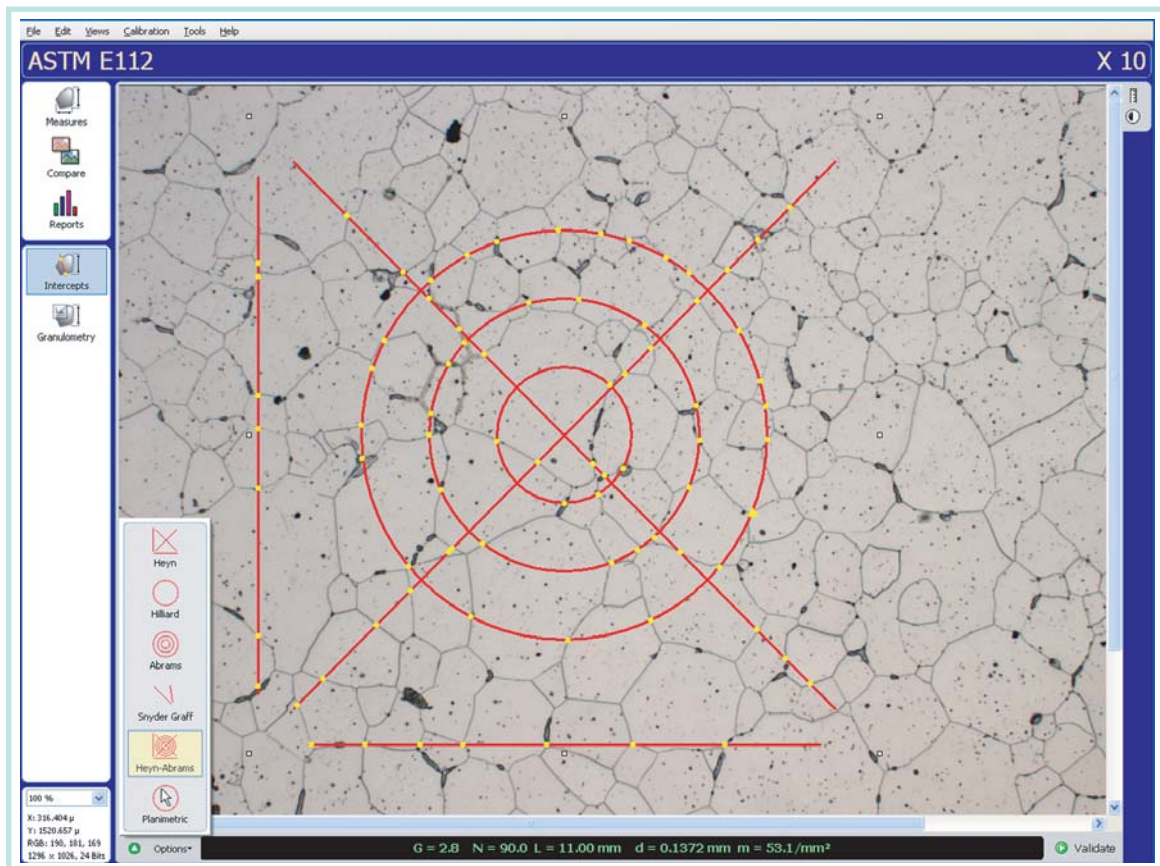 File Edit Views Calibration Tools Help
ASTM E112
X 10
Measures
Compare
Reports
Intercepts
Granulometry
Heyn
Hilliard
Abrams
Snyder Graff
Heyn-Abrams
Planimetric
100 %
X: 316.404 µ
Y: 1520.657 µ
RGB: 190, 181, 169
1296 x 1026, 24 Bits
Options
G = 2.8 N = 90.0 L = 11.00 mm d = 0.1372 mm m = 53.1/mm²
Validate